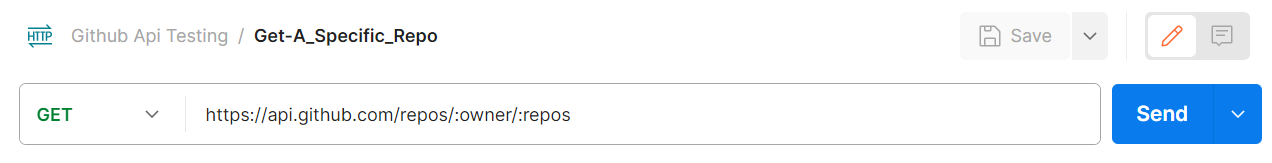 HTTP Github Api Testing / Get-A_Specific_Repo Save
GET https://api.github.com/repos/:owner/:repos Send